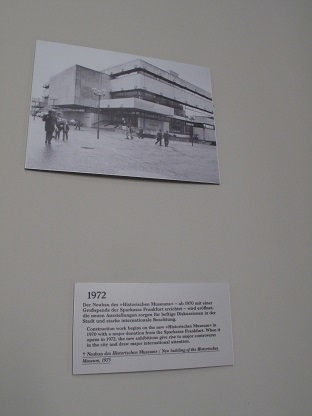 1972
Der Neubau des »Historischen Museums« – ab 1970 mit einer
Großspende der Sparkasse Frankfurt errichtet – wird eröffnet,
die neuen Ausstellungen sorgen für heftige Diskussionen in der
Stadt und starke internationale Beachtung.
Construction work begins on the new »Historisches Museum« in
1970 with a major donation from the Sparkasse Frankfurt. When it
opens in 1972, the new exhibitions give rise to major controversy
in the city and draw major international attention.
Neubau des Historischen Museums / New building of the Historisches
Museum, 1973